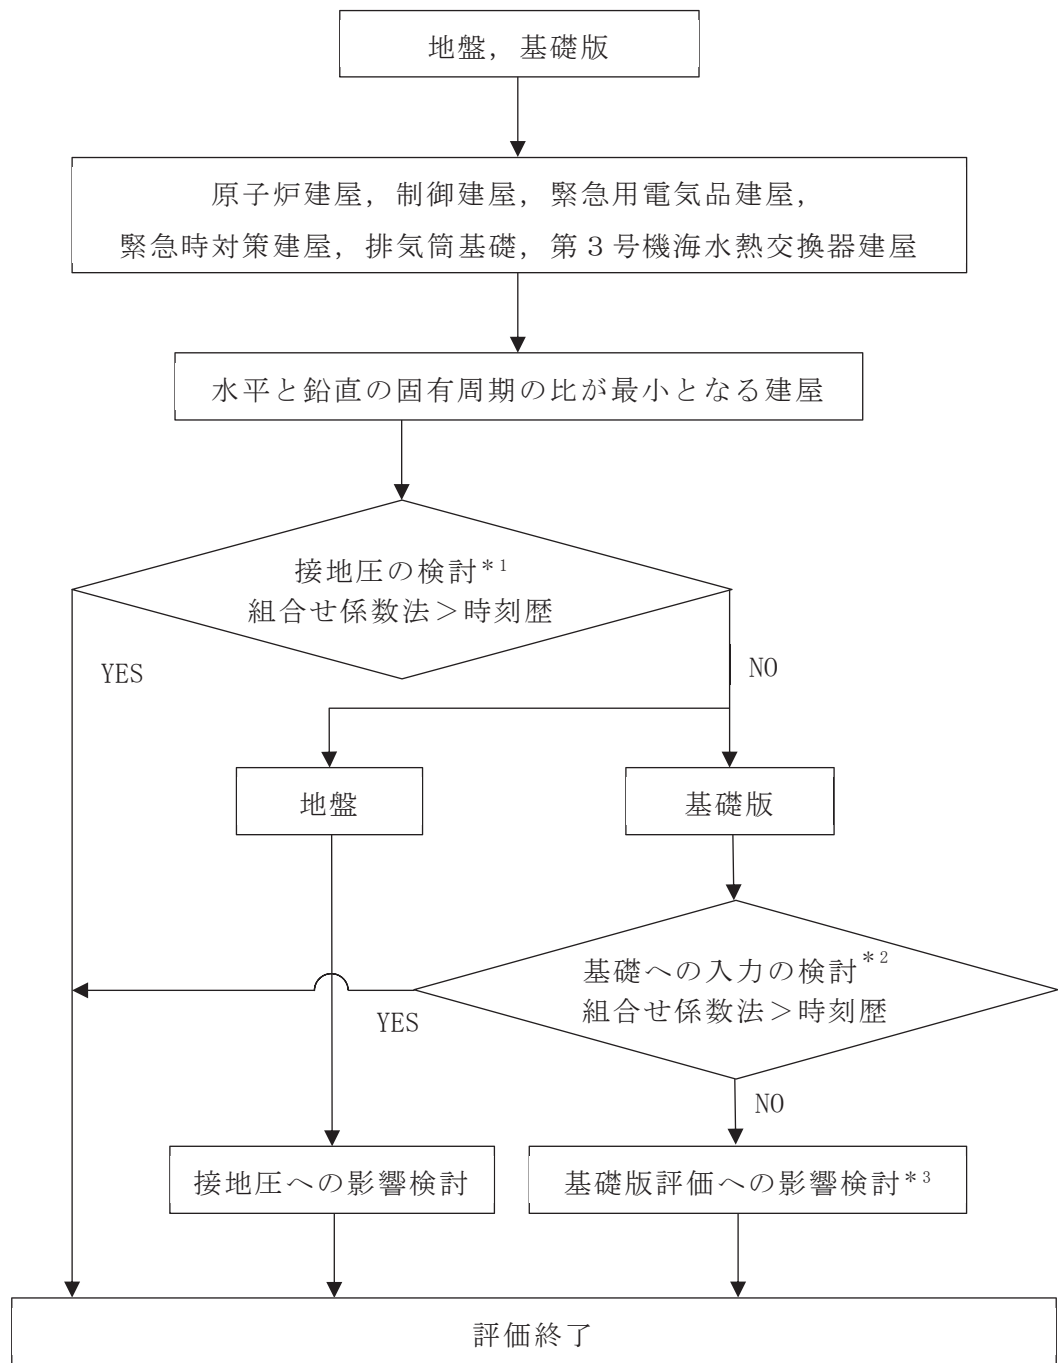 地盤，基礎版
原子炉建屋，制御建屋，緊急用電気品建屋，
緊急時対策建屋，排気筒基礎，第3号機海水熱交換器建屋
水平と鉛直の固有周期の比が最小となる建屋
接地圧の検討*1
組合せ係数法＞時刻歴
YES
NO
地盤
基礎版
基礎への入力の検討*2
組合せ係数法＞時刻歴
YES
NO
接地圧への影響検討
基礎版評価への影響検討*3
評価終了